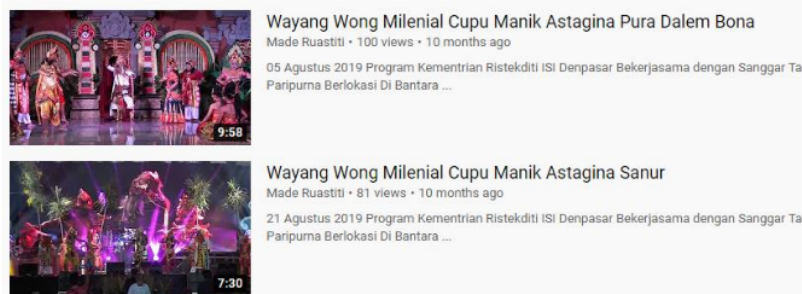 Wayang Wong Milenial Cupu Manik Astagina Pura Dalem Bona
Made Ruastiti • 100 views • 10 months ago
05 Agustus 2019 Program Kementrian Ristekditi ISI Denpasar Bekerjasama dengan Sanggar Ta
Paripurna Berlokasi Di Bantara ...
9:58
Wayang Wong Milenial Cupu Manik Astagina Sanur
Made Ruastiti • 81 views • 10 months ago
21 Agustus 2019 Program Kementrian Ristekditi ISI Denpasar Bekerjasama dengan Sanggar Ta
Paripurna Berlokasi Di Bantara ...
7:30